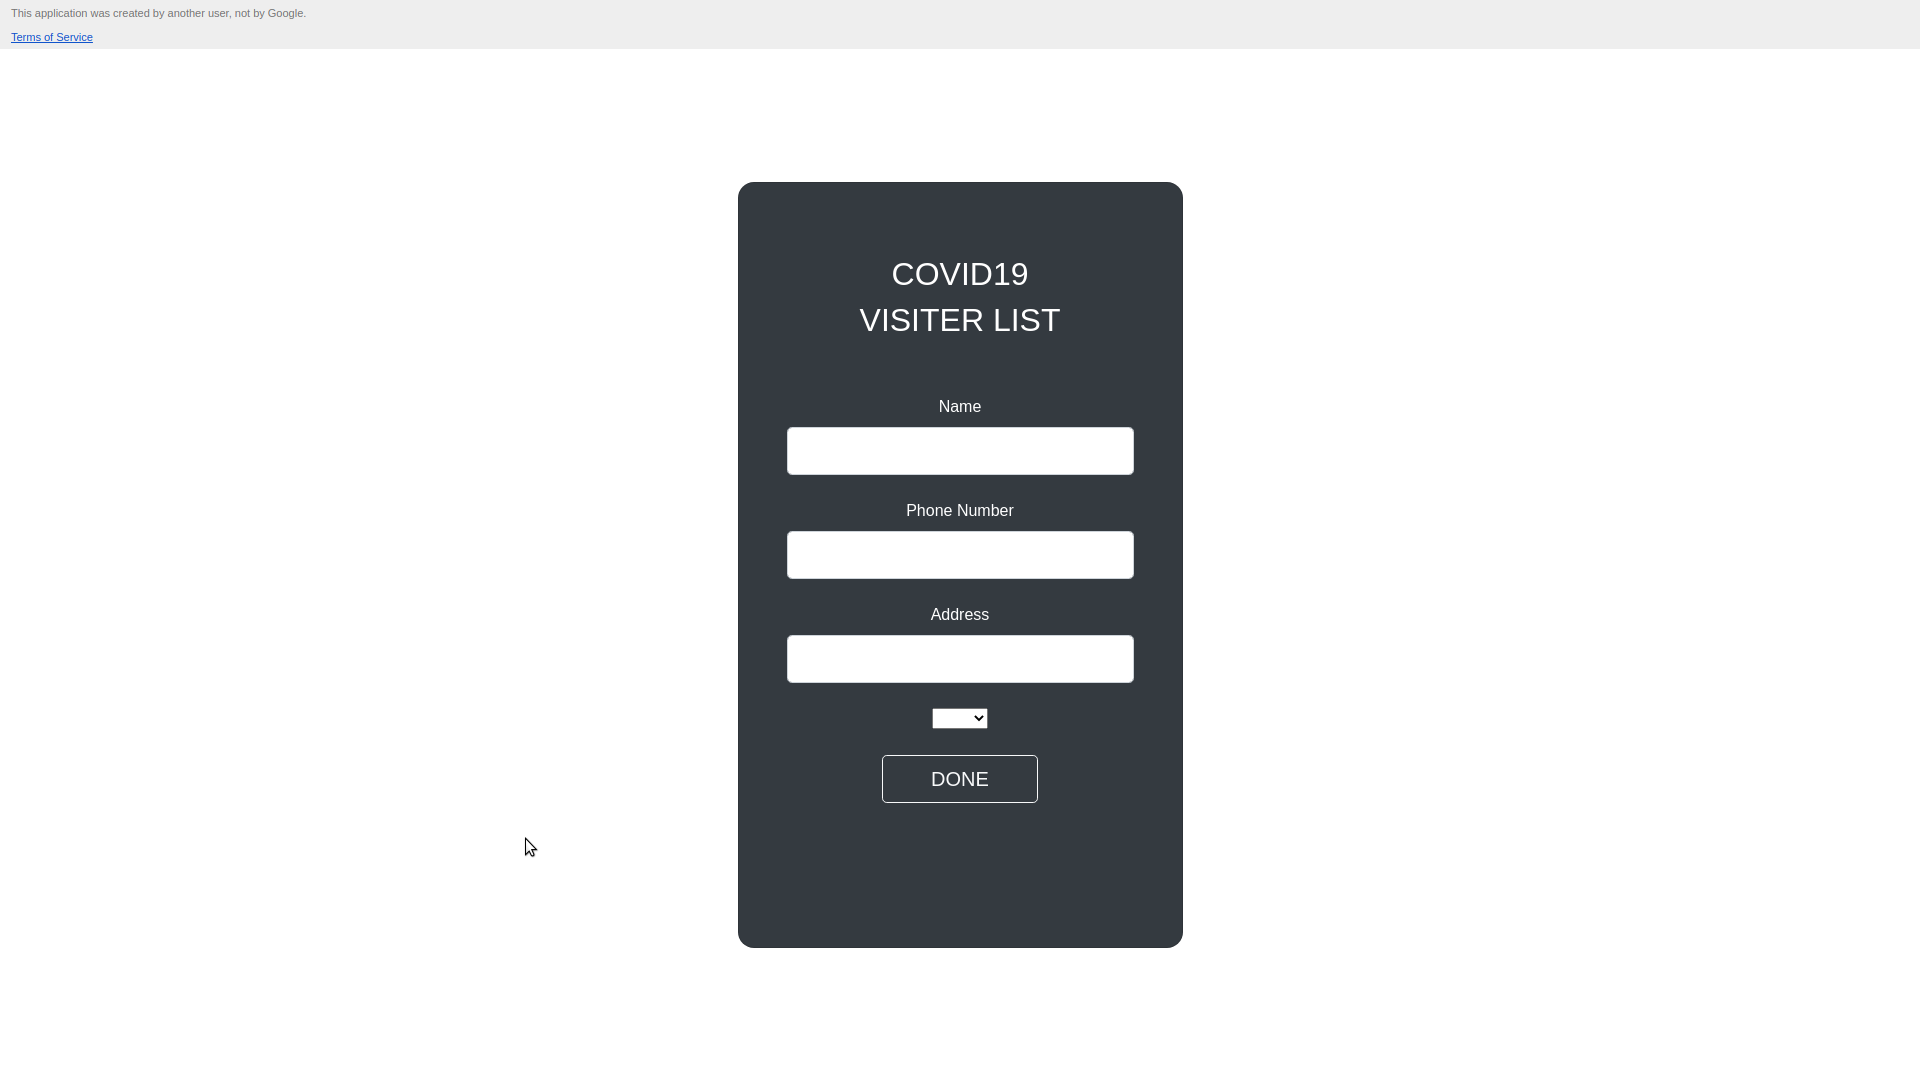 This application was created by another user, not by Google.
Terms of Service
COVID19
VISITER LIST
Name
Phone Number
Address
DONE